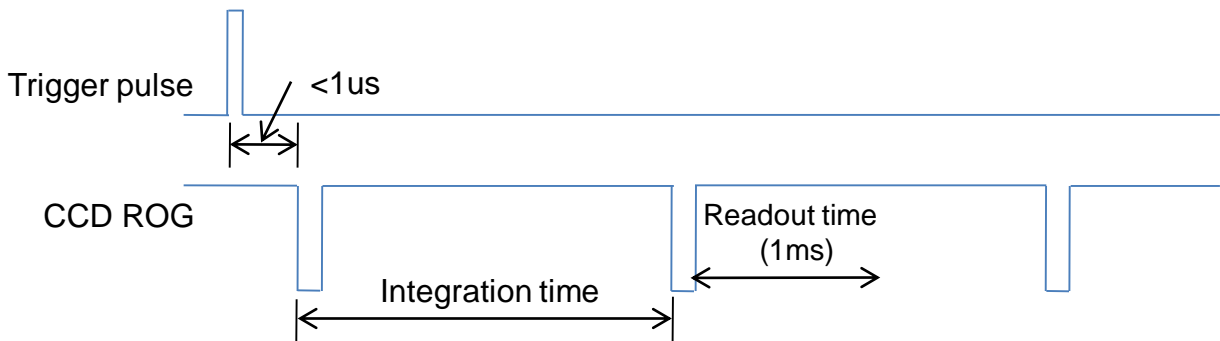 Trigger pulse
<1us
CCD ROG
Readout time
(1ms)
Integration time